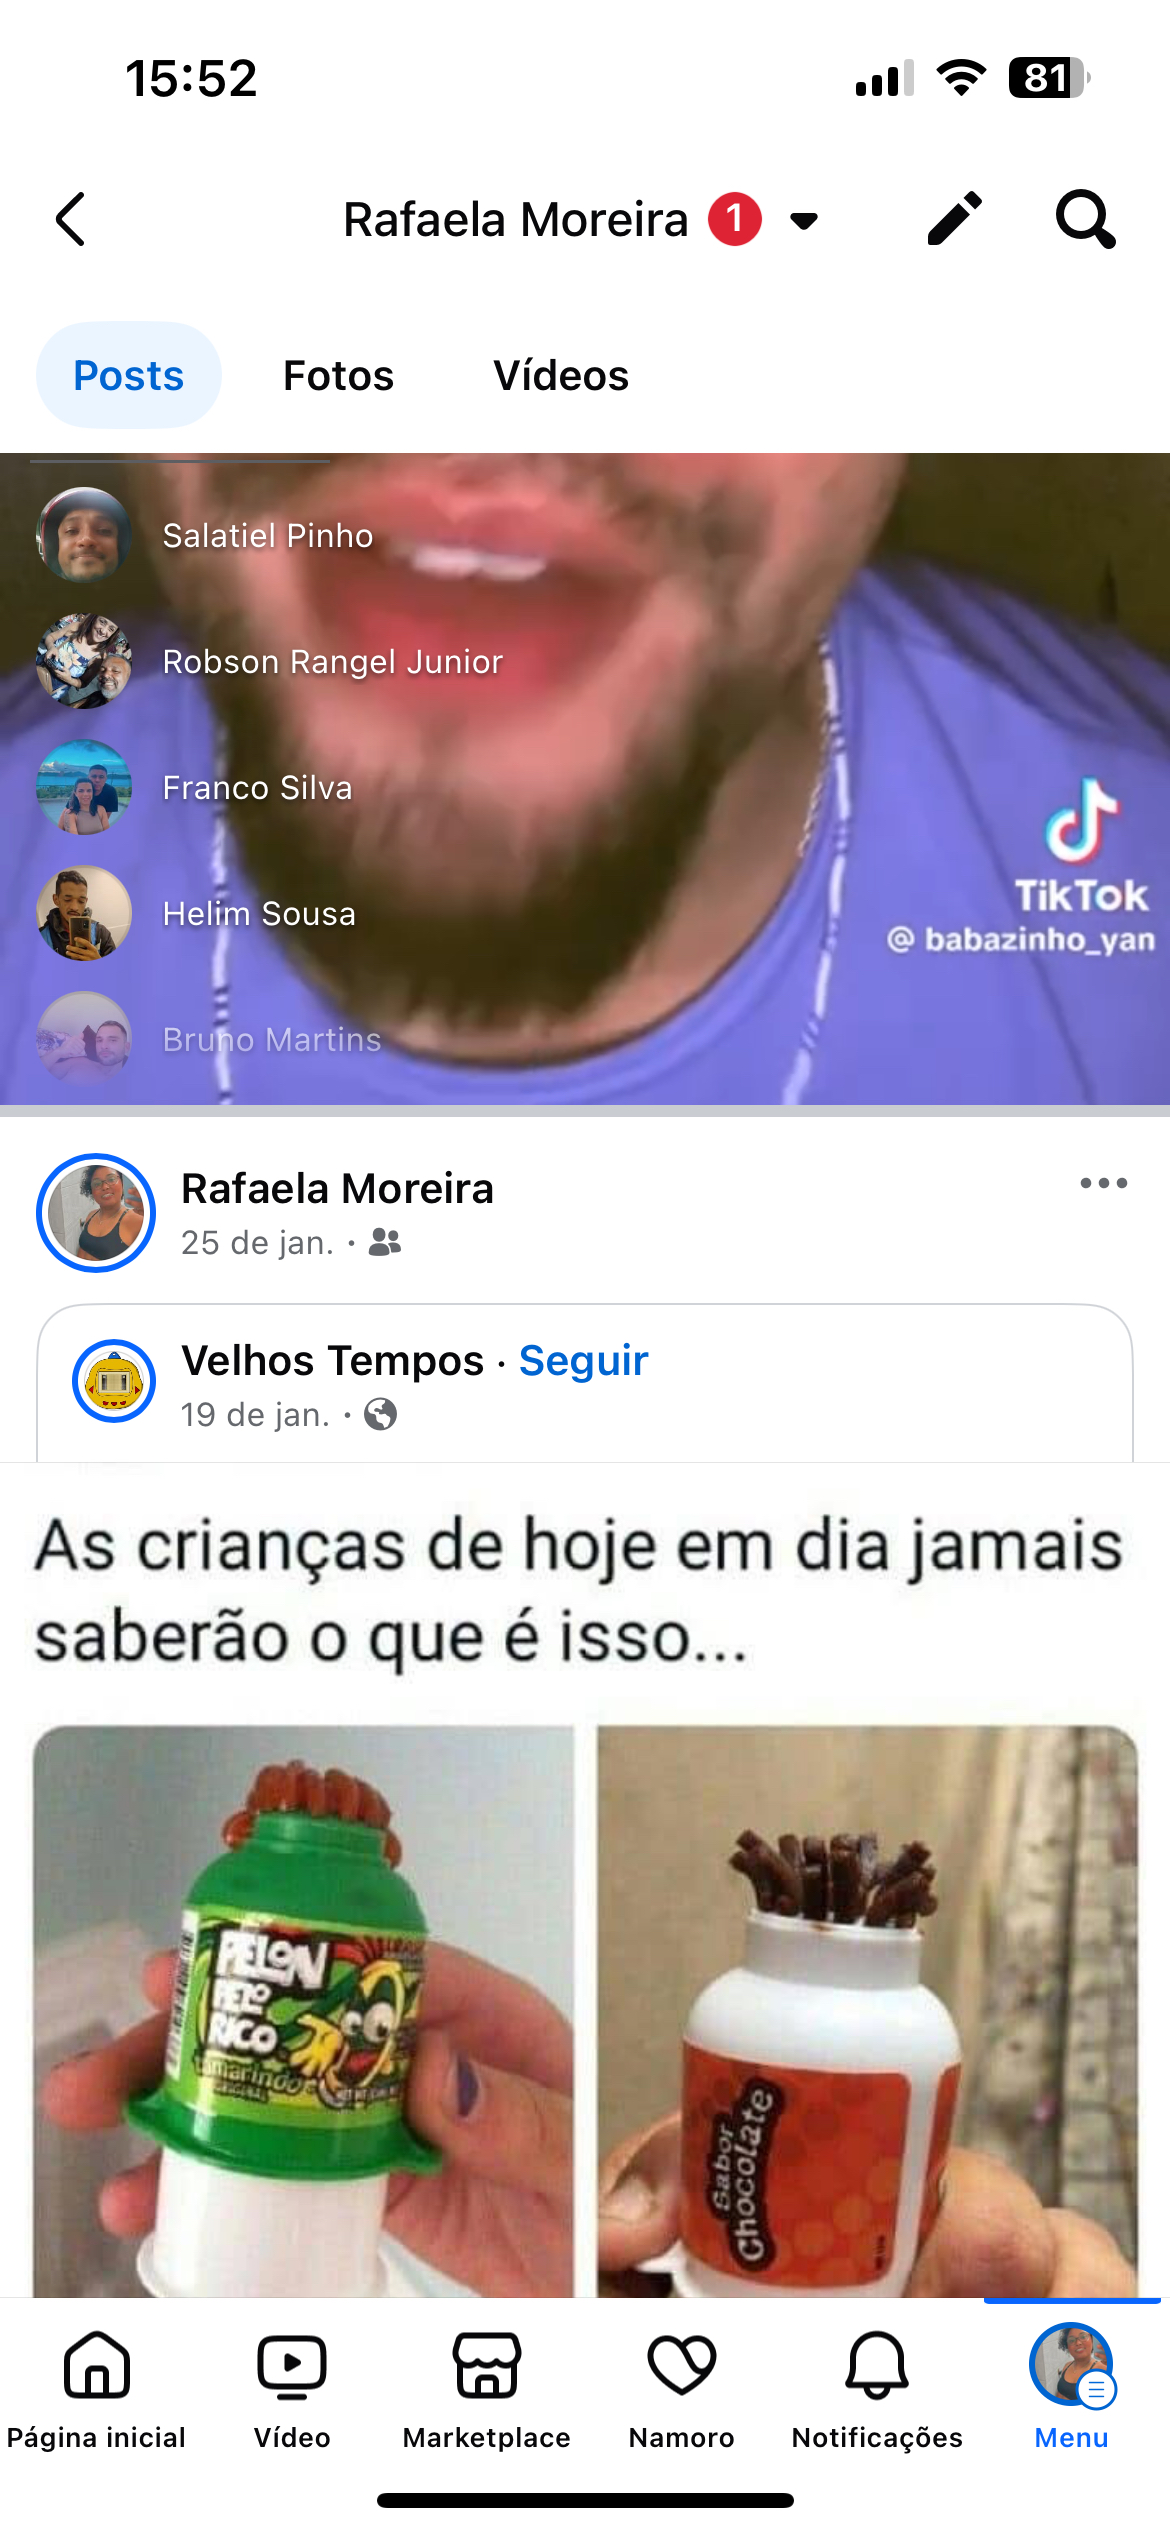 15:52
81
Rafaela Moreira 1
Posts Fotos Vídeos
Salatiel Pinho
Robson Rangel Junior
Franco Silva
Helim Sousa
Bruno Martins
TikTok
@ babazinho_yan
Rafaela Moreira
25 de jan. ·
Velhos Tempos · Seguir
19 de jan. ·
As crianças de hoje em dia jamais
saberão o que é isso...
PELON
PELO
RICO
tamarindo
Sabor
Chocolate
Página inicial Vídeo Marketplace Namoro Notificações Menu